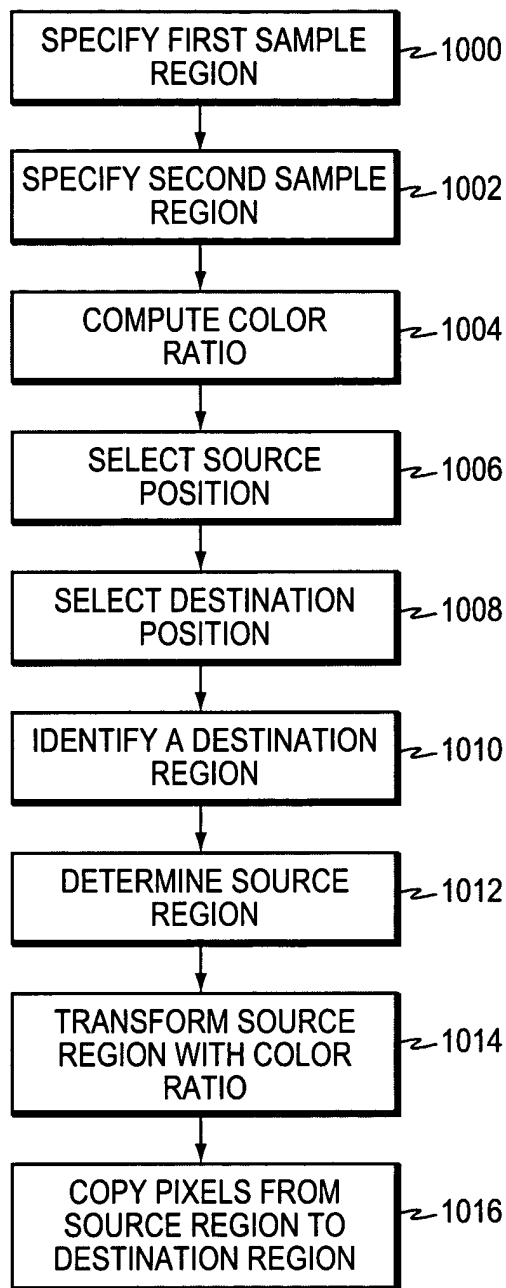 SPECIFY FIRST SAMPLE
REGION
1000
SPECIFY SECOND SAMPLE
REGION
1002
COMPUTE COLOR
RATIO
1004
SELECT SOURCE
POSITION
1006
SELECT DESTINATION
POSITION
1008
IDENTIFY A DESTINATION
REGION
1010
DETERMINE SOURCE
REGION
1012
TRANSFORM SOURCE
REGION WITH COLOR
RATIO
1014
COPY PIXELS FROM
SOURCE REGION TO
DESTINATION REGION
1016